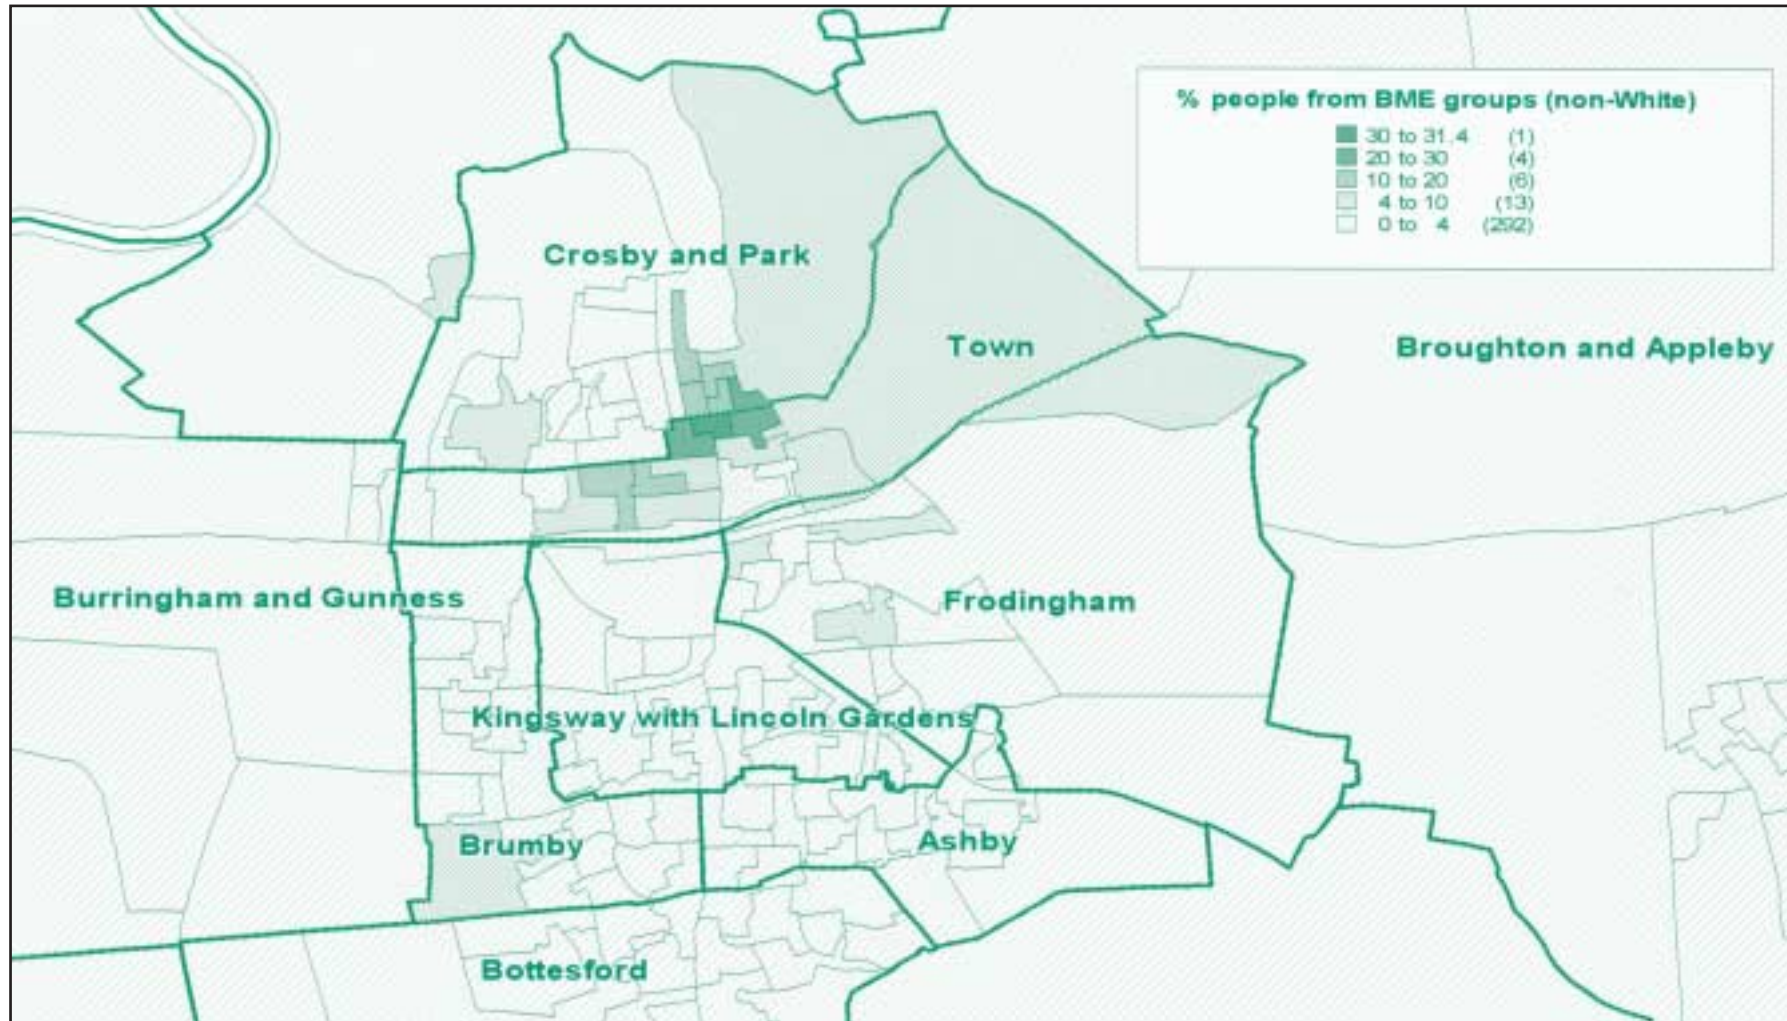 % people from BME groups (non-White)
30 to 31.4 (1)
20 to 30 (4)
10 to 20 (6)
4 to 10 (13)
0 to 4 (292)
Crosby and Park
Town
Broughton and Appleby
Burringham and Gunness
Frodingham
Kingsway with Lincoln Gardens
Brumby
Ashby
Bottesford